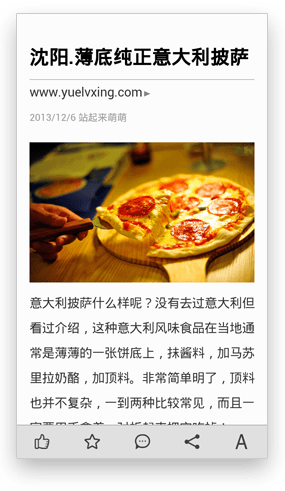 沈阳.薄底纯正意大利披萨
www.yuelvxing.com
2013/12/6 站起来萌萌
意大利披萨什么样呢？没有去过意大利但
看过介绍，这种意大利风味食品在当地通
常是薄薄的一张饼底上，抹酱料，加马苏
里拉奶酪，加顶料。非常简单明了，顶料
也并不复杂，一到两种比较常见，而且一
A